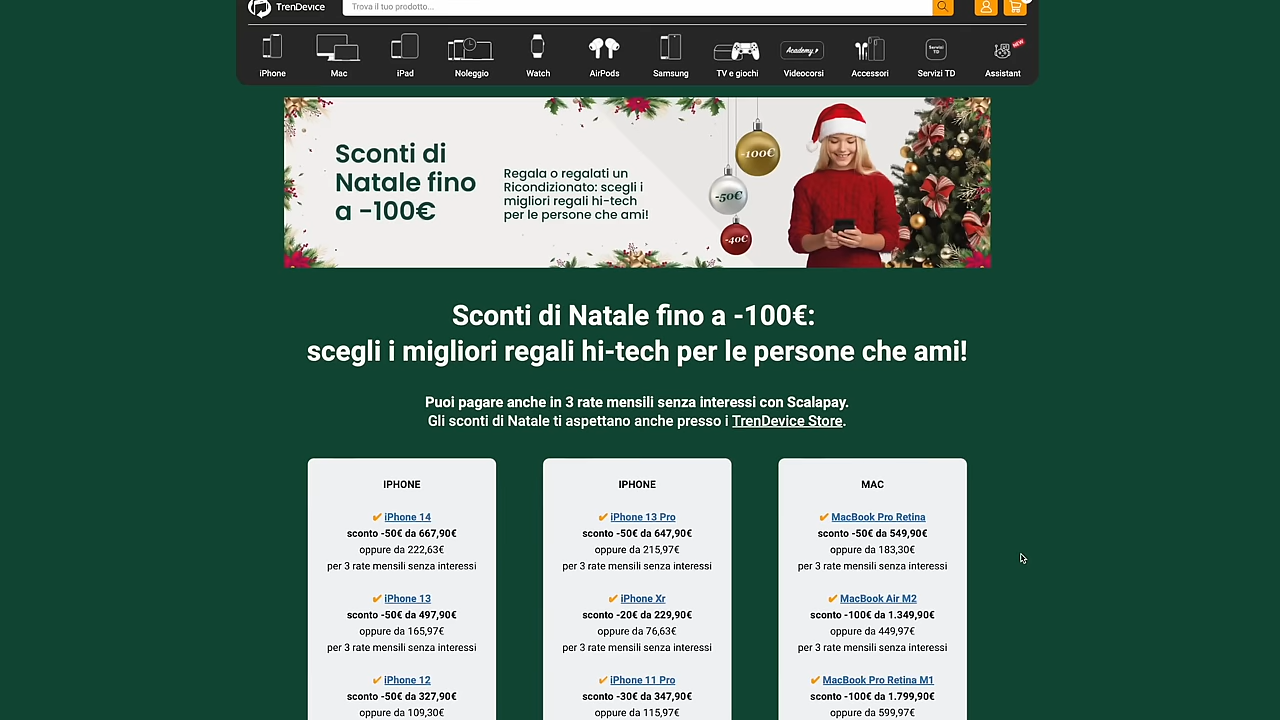 TrenDevice
Trova il tuo prodotto...
iPhone
Mac
iPad
Noleggio
Watch
AirPods
Samsung
TV e giochi
Academy
Videocorsi
Accessori
Servizi TD
Servizi TD
NEW
Assistant
Sconti di
Natale fino
a -100€
Regala o regalati un
Ricondizionato: scegli i
migliori regali hi-tech
per le persone che ami!
-100€
-50€
-40€
Sconti di Natale fino a -100€:
scegli i migliori regali hi-tech per le persone che ami!
Puoi pagare anche in 3 rate mensili senza interessi con Scalapay.
Gli sconti di Natale ti aspettano anche presso i TrenDevice Store.
IPHONE
✔ iPhone 14
sconto -50€ da 667,90€
oppure da 222,63€
per 3 rate mensili senza interessi
✔ iPhone 13
sconto -50€ da 497,90€
oppure da 165,97€
per 3 rate mensili senza interessi
✔ iPhone 12
sconto -50€ da 327,90€
oppure da 109,30€
IPHONE
✔ iPhone 13 Pro
sconto -50€ da 647,90€
oppure da 215,97€
per 3 rate mensili senza interessi
✔ iPhone Xr
sconto -20€ da 229,90€
oppure da 76,63€
per 3 rate mensili senza interessi
✔ iPhone 11 Pro
sconto -30€ da 347,90€
oppure da 115,97€
MAC
✔ MacBook Pro Retina
sconto -50€ da 549,90€
oppure da 183,30€
per 3 rate mensili senza interessi
✔ MacBook Air M2
sconto -100€ da 1.349,90€
oppure da 449,97€
per 3 rate mensili senza interessi
✔ MacBook Pro Retina M1
sconto -100€ da 1.799,90€
oppure da 599,97€